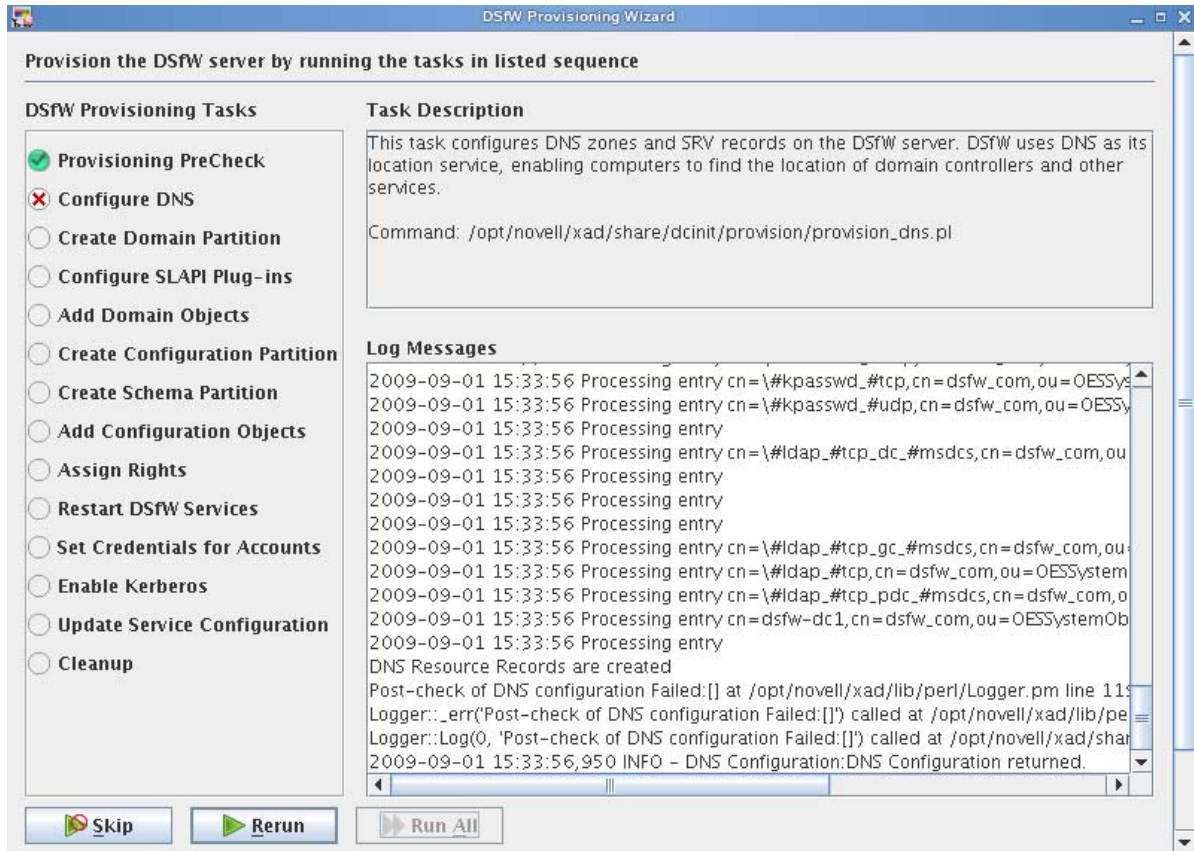 DSfW Provisioning Wizard
Provision the DSfW server by running the tasks in listed sequence
DSfW Provisioning Tasks
Provisioning PreCheck
Configure DNS
Create Domain Partition
Configure SLAPI Plug-ins
Add Domain Objects
Create Configuration Partition
Create Schema Partition
Add Configuration Objects
Assign Rights
Restart DSfW Services
Set Credentials for Accounts
Enable Kerberos
Update Service Configuration
Cleanup
Task Description
This task configures DNS zones and SRV records on the DSfW server. DSfW uses DNS as its
location service, enabling computers to find the location of domain controllers and other
services.
Command: /opt/novell/xad/share/dcinit/provision/provision_dns.pl
Log Messages
2009-09-01 15:33:56 Processing entry cn=\#kpasswd_#tcp,cn=dsfw_com,ou=OESSys
2009-09-01 15:33:56 Processing entry cn=\#kpasswd_#udp,cn=dsfw_com,ou=OESSy
2009-09-01 15:33:56 Processing entry
2009-09-01 15:33:56 Processing entry cn=\#ldap_#tcp_dc_#msdcs,cn=dsfw_com,ou
2009-09-01 15:33:56 Processing entry
2009-09-01 15:33:56 Processing entry
2009-09-01 15:33:56 Processing entry
2009-09-01 15:33:56 Processing entry cn=\#ldap_#tcp_gc_#msdcs,cn=dsfw_com,ou
2009-09-01 15:33:56 Processing entry cn=\#ldap_#tcp,cn=dsfw_com,ou=OESSystem
2009-09-01 15:33:56 Processing entry cn=\#ldap_#tcp_pdc_#msdcs,cn=dsfw_com,o
2009-09-01 15:33:56 Processing entry cn=dsfw-dc1,cn=dsfw_com,ou=OESSystemOb
2009-09-01 15:33:56 Processing entry
DNS Resource Records are created
Post-check of DNS configuration Failed:[] at /opt/novell/xad/lib/perl/Logger.pm line 119
Logger::_err('Post-check of DNS configuration Failed:[]') called at /opt/novell/xad/lib/pe
Logger::Log(0, 'Post-check of DNS configuration Failed:[]') called at /opt/novell/xad/shar
2009-09-01 15:33:56,950 INFO - DNS Configuration:DNS Configuration returned.
Skip
Rerun
Run All